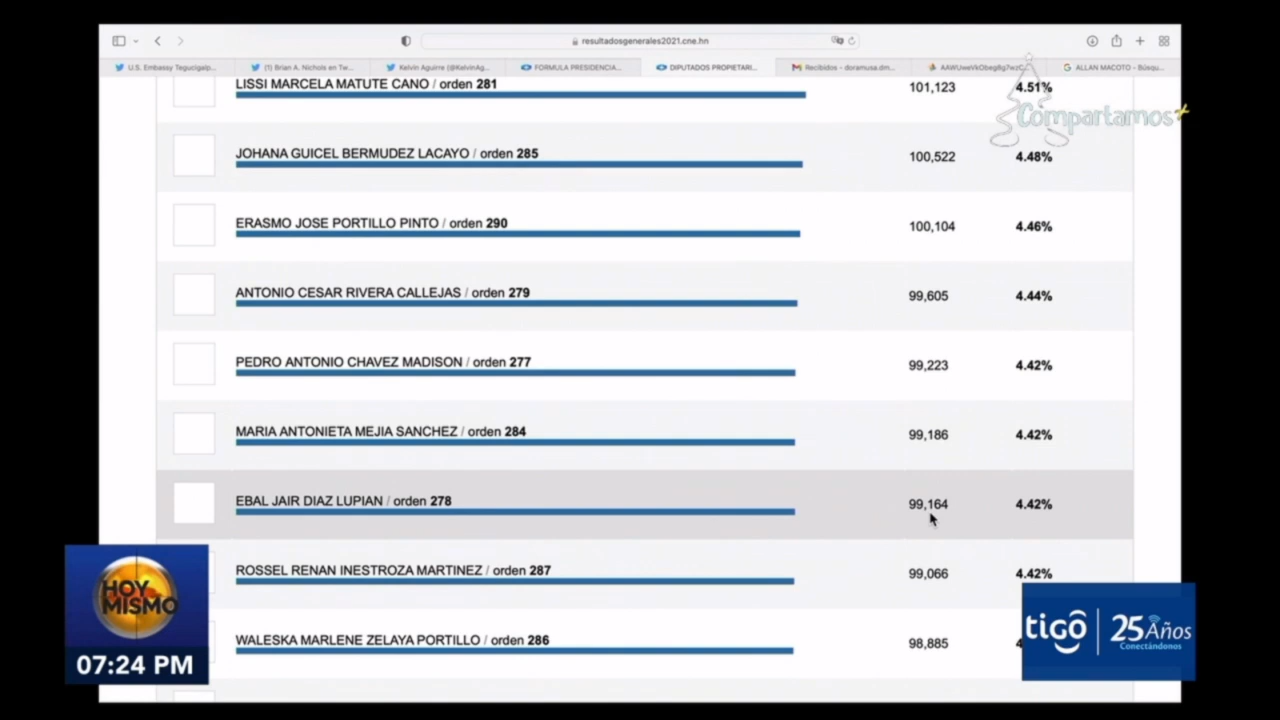 resultadosgenerales2021.cne.hn
U.S. Embassy Tegucigalp...
(1) Brian A. Nichols en Tw...
Kelvin Aguirre (@KelvinAg...
FORMULA PRESIDENCIA...
DIPUTADOS PROPIETARI...
Recibidos - doramusa.dm...
ALLAN MACOTO - Búsqu...
LISSI MARCELA MATUTE CANO / orden 281 101,123 4.51%
Compartamos+
JOHANA GUICEL BERMUDEZ LACAYO / orden 285 100,522 4.48%
ERASMO JOSE PORTILLO PINTO / orden 290 100,104 4.46%
ANTONIO CESAR RIVERA CALLEJAS / orden 279 99,605 4.44%
PEDRO ANTONIO CHAVEZ MADISON / orden 277 99,223 4.42%
MARIA ANTONIETA MEJIA SANCHEZ / orden 284 99,186 4.42%
EBAL JAIR DIAZ LUPIAN / orden 278 99,164 4.42%
ROSSEL RENAN INESTROZA MARTINEZ / orden 287 99,066 4.42%
WALESKA MARLENE ZELAYA PORTILLO / orden 286 98,885
HOY
MISMO
07:24 PM
tigo
25 Años
Conectándonos